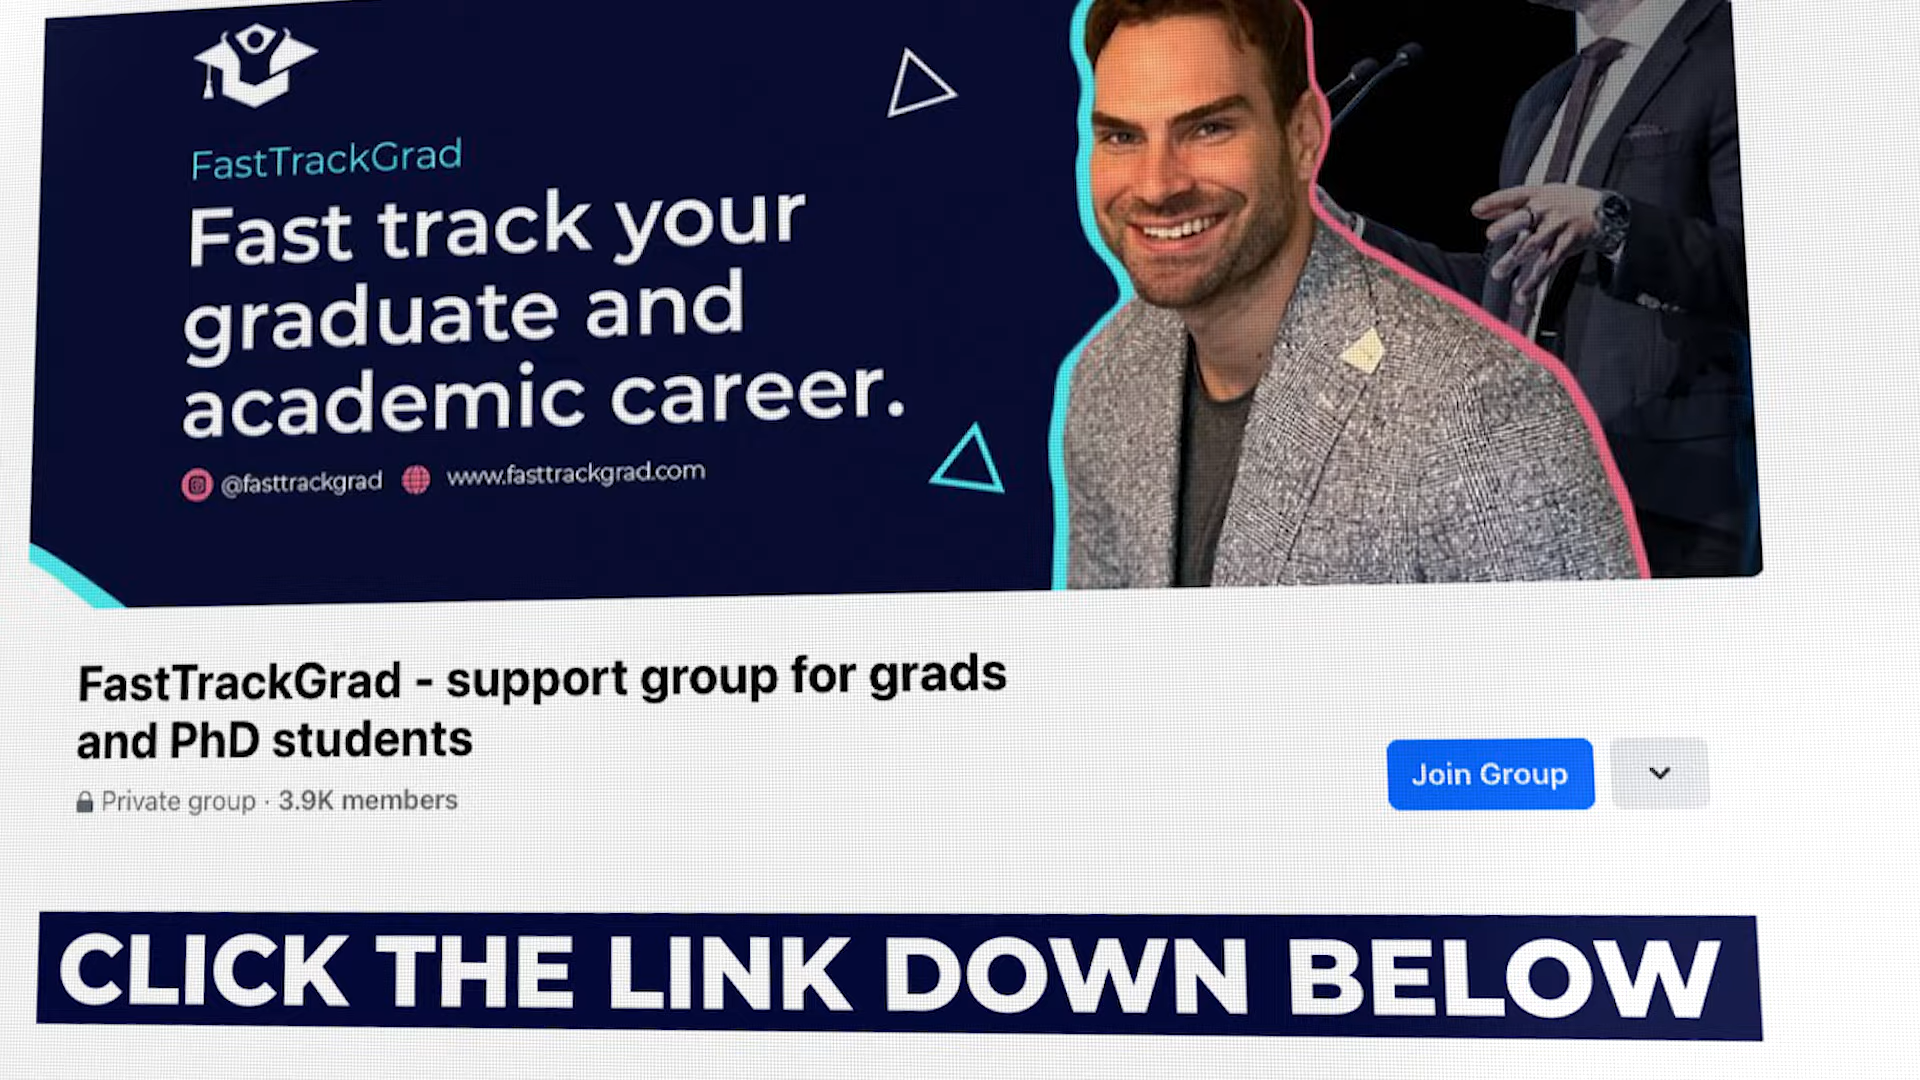 FastTrackGrad
Fast track your
graduate and
academic career.
@fasttrackgrad www.fasttrackgrad.com
FastTrackGrad - support group for grads
and PhD students
Private group · 3.9K members
Join Group
CLICK THE LINK DOWN BELOW